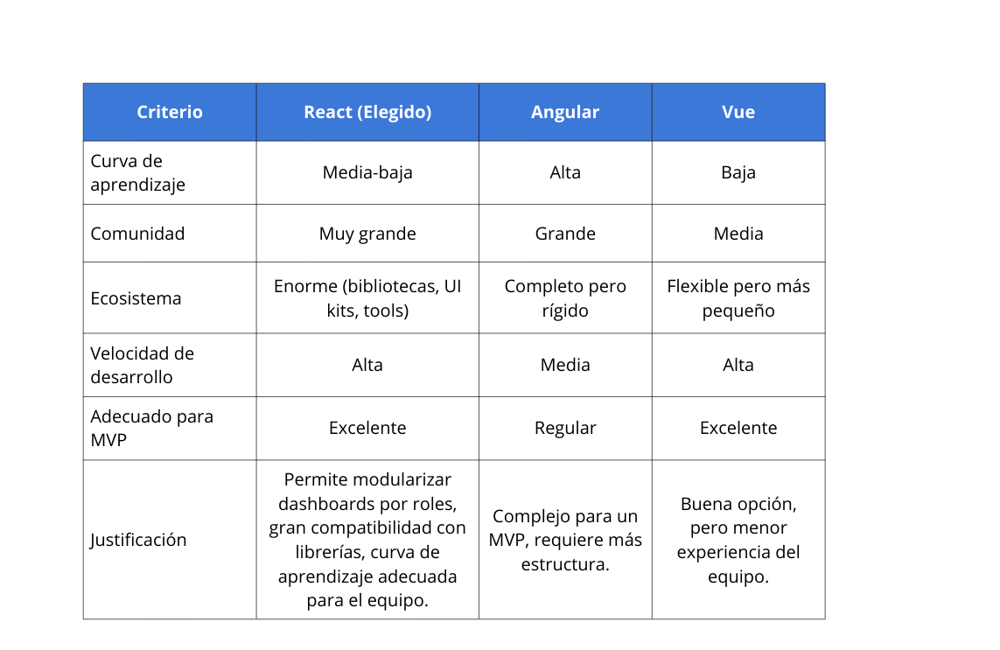 Criterio
React (Elegido)
Angular
Vue
Curva de
aprendizaje
Media-baja
Alta
Baja
Comunidad
Muy grande
Grande
Media
Ecosistema
Enorme (bibliotecas, UI
kits, tools)
Completo pero
rígido
Flexible pero más
pequeño
Velocidad de
desarrollo
Alta
Media
Alta
Adecuado para
MVP
Excelente
Regular
Excelente
Justificación
Permite modularizar
dashboards por roles,
gran compatibilidad con
librerías, curva de
aprendizaje adecuada
para el equipo.
Complejo para un
MVP, requiere más
estructura.
Buena opción,
pero menor
experiencia del
equipo.